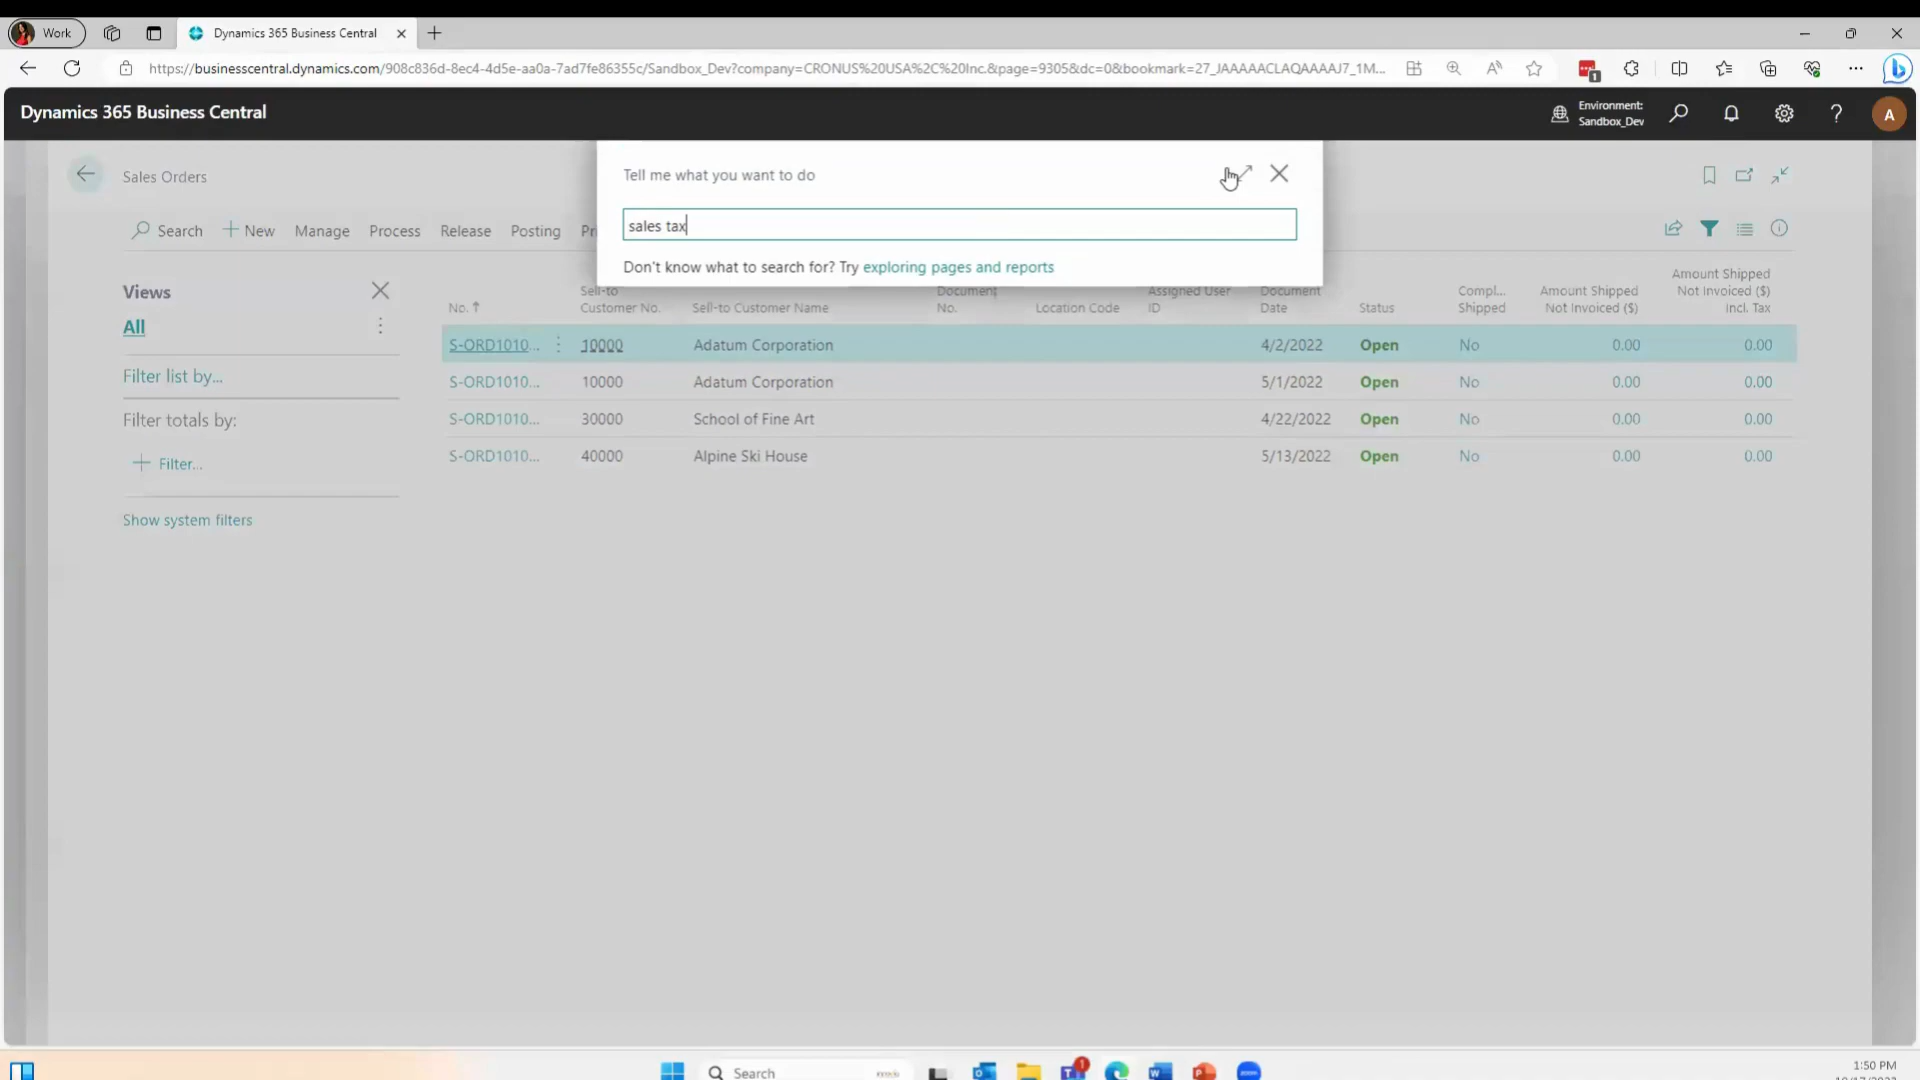 Work
Dynamics 365 Business Central
https://businesscentral.dynamics.com/908c836d-8ec4-4d5e-aa0a-7ad7fe86355c/Sandbox_Dev?company=CRONUS%20USA%2C%20Inc.&page=9305&dc=0&bookmark=27_JAAAAACLAQAAAAJ7_1M...
1
Dynamics 365 Business Central
Environment:
Sandbox_Dev
A
Sales Orders
Tell me what you want to do
sales tax
Don't know what to search for? Try exploring pages and reports
Search New Manage Process Release Posting
Views
All
Filter list by...
Filter totals by:
Filter...
Show system filters
No. ↑ Sell-to Customer No. Sell-to Customer Name Document No. Location Code Assigned User ID Document Date Status Compl... Shipped Amount Shipped Not Invoiced ($) Amount Shipped Not Invoiced ($) Incl. Tax
S-ORD1010... 10000 Adatum Corporation 4/2/2022 Open No 0.00 0.00
S-ORD1010... 10000 Adatum Corporation 5/1/2022 Open No 0.00 0.00
S-ORD1010... 30000 School of Fine Art 4/22/2022 Open No 0.00 0.00
S-ORD1010... 40000 Alpine Ski House 5/13/2022 Open No 0.00 0.00
Search
1
1:50 PM